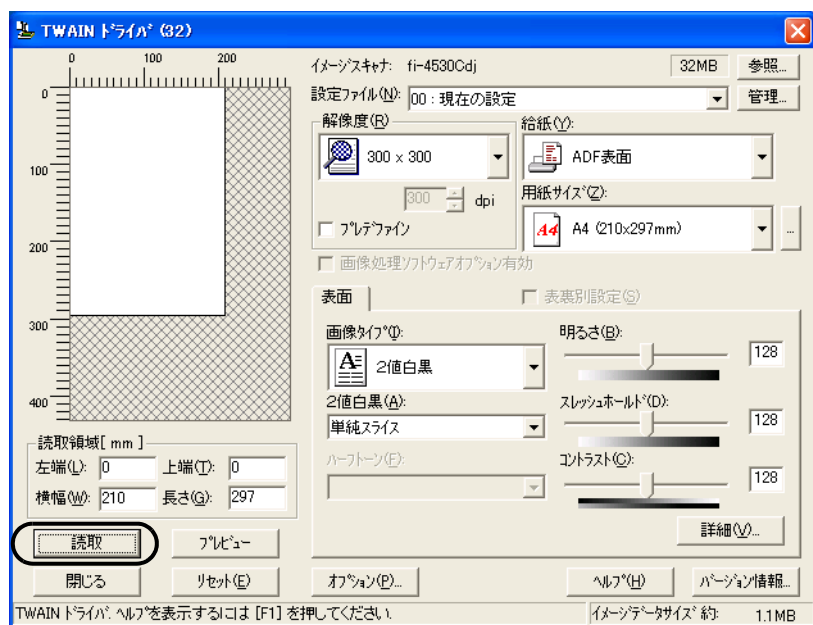 TWAIN ﾄﾞﾗｲﾊﾞ (32)
0 100 200
0
100
200
300
400
ｲﾒｰｼﾞｽｷｬﾅ: fi-4530Cdj 32MB 参照...
設定ﾌｧｲﾙ(N): 00 : 現在の設定 管理...
解像度(R)
300 × 300
300 dpi
ﾌﾟﾚﾃﾞﾌｧｲﾝ
給紙(Y):
ADF表面
用紙ｻｲｽﾞ(Z):
A4 A4 (210x297mm) ...
画像処理ｿﾌﾄｳｪｱｵﾌﾟｼｮﾝ有効
表面
表裏別設定(S)
画像ﾀｲﾌﾟ(I):
A 2値白黒
2値白黒(A):
単純ｽﾗｲｽ
ﾊｰﾌﾄｰﾝ(F):
明るさ(B):
128
ｽﾚｯｼｭﾎｰﾙﾄﾞ(D):
128
ｺﾝﾄﾗｽﾄ(C):
128
詳細(V)...
読取領域[ mm ]
左端(L): 0 上端(T): 0
横幅(W): 210 長さ(G): 297
読取 ﾌﾟﾚﾋﾞｭｰ
閉じる ﾘｾｯﾄ(E) ｵﾌﾟｼｮﾝ(P)... ﾍﾙﾌﾟ(H) ﾊﾞｰｼﾞｮﾝ情報...
TWAIN ﾄﾞﾗｲﾊﾞ. ﾍﾙﾌﾟを表示するには [F1] を押してください. ｲﾒｰｼﾞﾃﾞｰﾀｻｲｽﾞ 約: 1.1MB